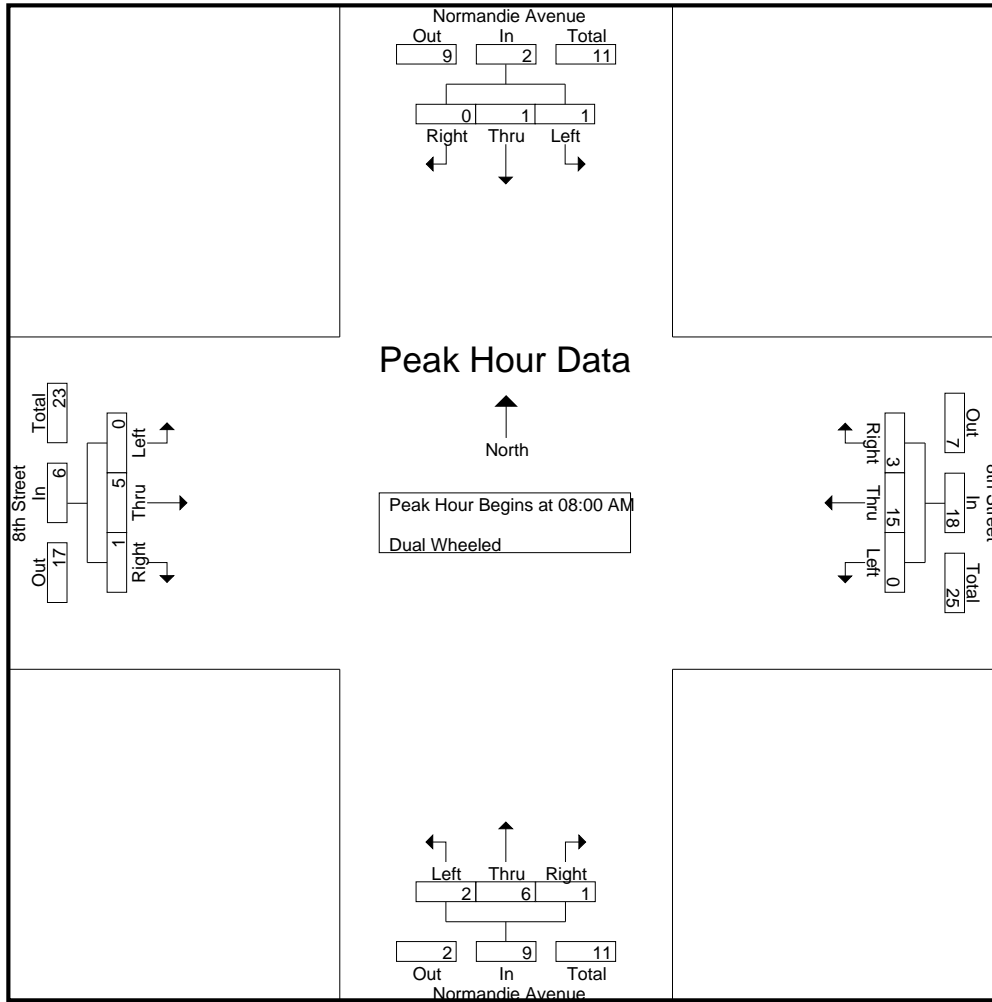 Normandie Avenue
Out In Total
9 2 11
0 1 1
Right Thru Left
Peak Hour Data
North
Peak Hour Begins at 08:00 AM
Dual Wheeled
8th Street
Out In Total
17 6 23
Left Thru Right
0 5 1
8th Street
Out In Total
7 18 25
Right Thru Left
3 15 0
Left Thru Right
2 6 1
2 9 11
Out In Total
Normandie Avenue